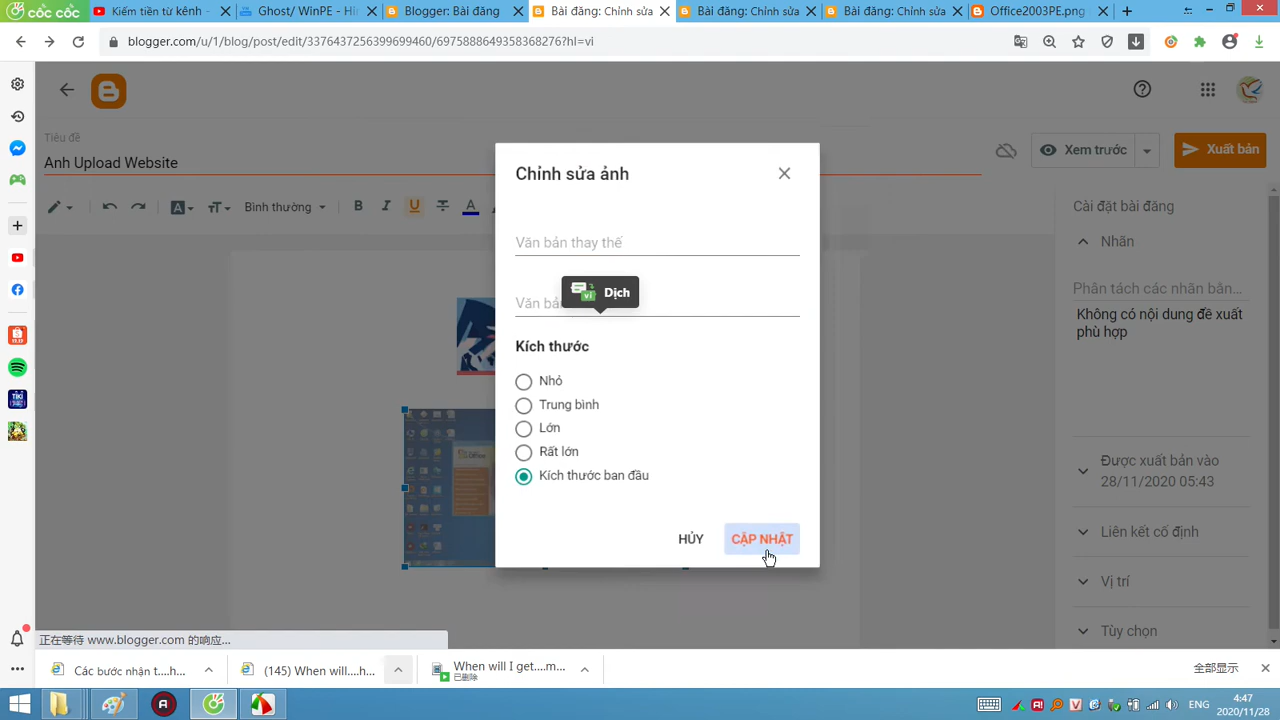 cốc cốc
Kiếm tiền từ kênh -
Ghost/ WinPE - Hi
Blogger: Bài đăng
Bài đăng: Chỉnh sửa
Bài đăng: Chỉnh sửa
Bài đăng: Chỉnh sửa
Office2003PE.png
blogger.com/u/1/blog/post/edit/3376437256399699460/6975888649358368276?hl=vi
Tiêu đề
Anh Upload Website
Xem trước
Xuất bản
Bình thường
B I U
A
Chỉnh sửa ảnh
Văn bản thay thế
Dịch
Văn bả
Kích thước
Nhỏ
Trung bình
Lớn
Rất lớn
Kích thước ban đầu
HỦY
CẬP NHẬT
Cài đặt bài đăng
Nhãn
Phân tách các nhãn bằn...
Không có nội dung đề xuất
phù hợp
Được xuất bản vào
28/11/2020 05:43
Liên kết cố định
Vị trí
Tùy chọn
正在等待 www.blogger.com 的响应...
Các bước nhận t....h...
(145) When will....h...
When will I get....m...
已删除
全部显示
ENG
4:47
2020/11/28